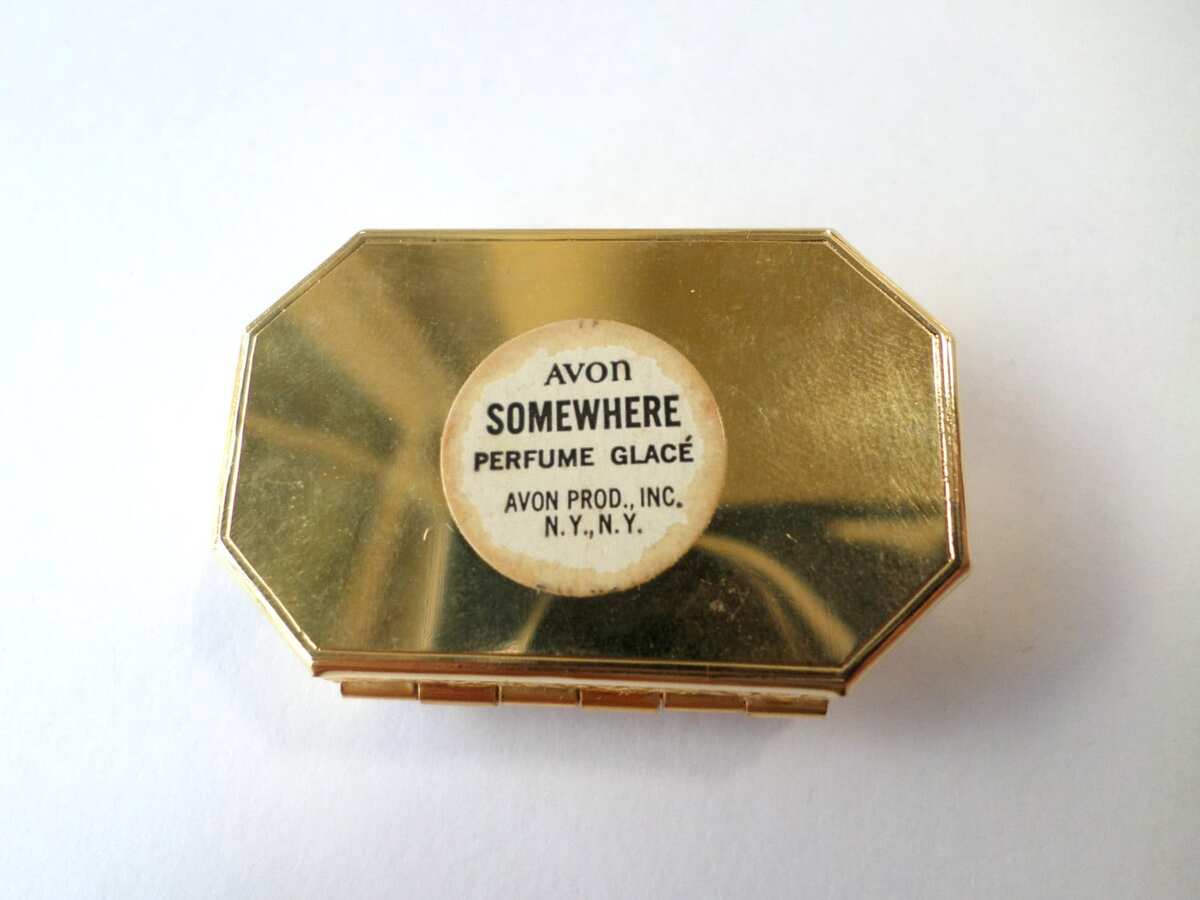 AVON
SOMEWHERE
PERFUME GLACÉ
AVON PROD., INC.
N.Y., N.Y.